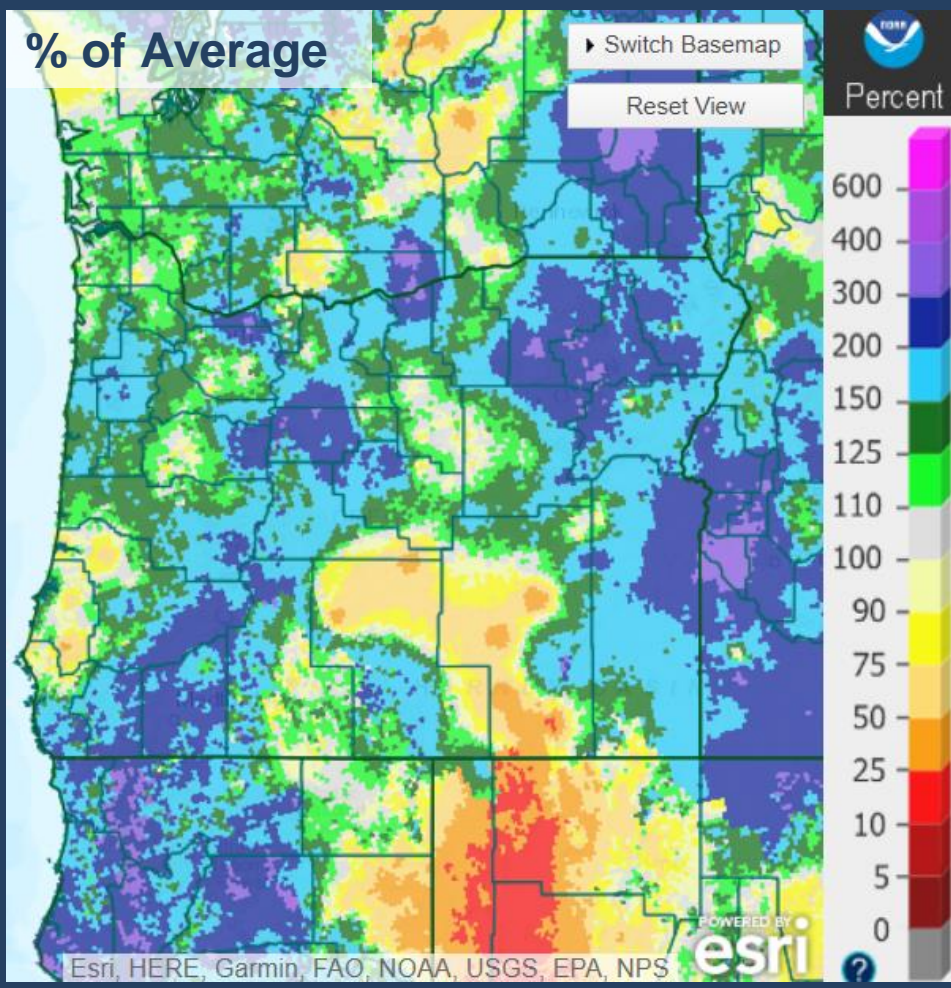 % of Average
Switch Basemap
Reset View
NOAA
Percent
600
400
300
200
150
125
110
100
90
75
50
25
10
5
0
POWERED BY
esri
Esri, HERE, Garmin, FAO, NOAA, USGS, EPA, NPS
?